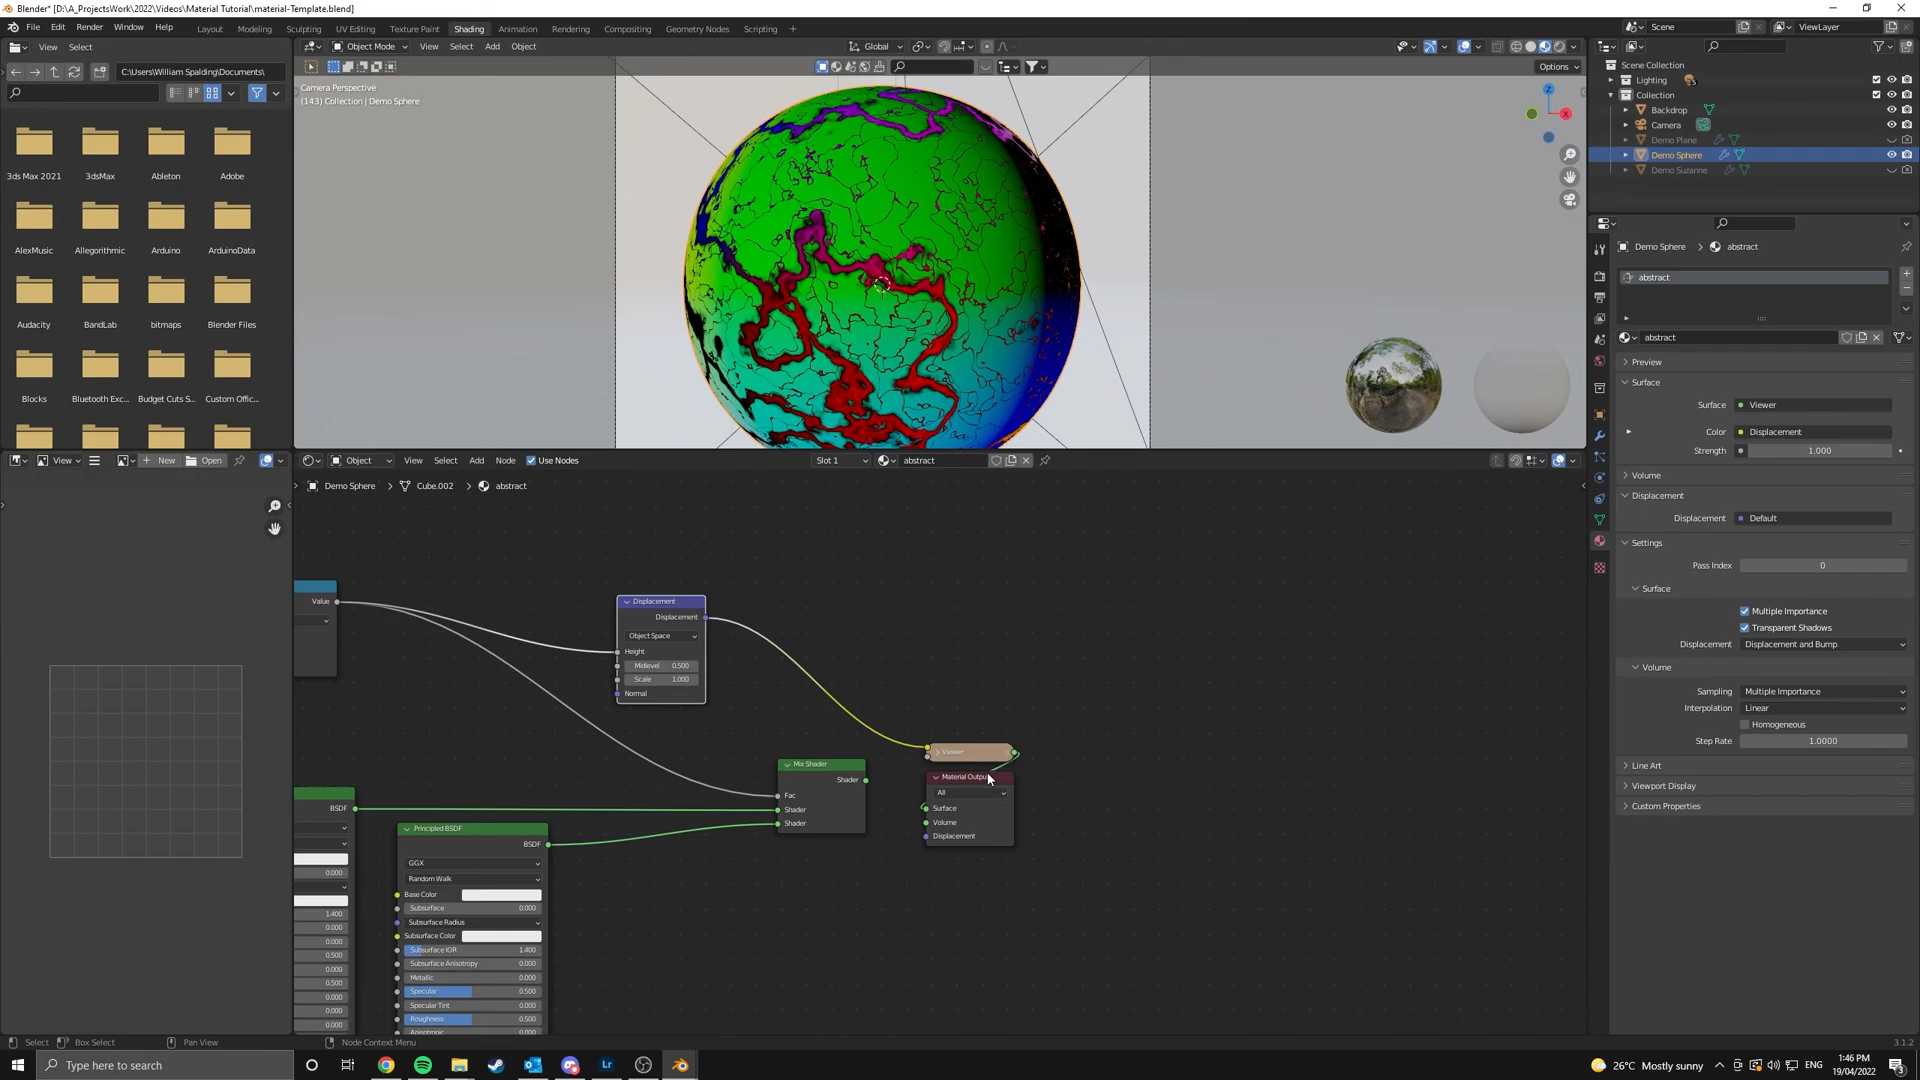 Blender* [D:\A_ProjectsWork\2022\Videos\Material Tutorial\material-Template.blend]
File Edit Render Window Help Layout Modeling Sculpting UV Editing Texture Paint Shading Animation Rendering Compositing Geometry Nodes Scripting Scene ViewLayer
View Select
C:\Users\William Spalding\Documents\
3ds Max 2021 3dsMax Ableton Adobe
AlexMusic Allegorithmic Arduino ArduinoData
Audacity BandLab bitmaps Blender Files
Blocks Bluetooth Exc... Budget Cuts S... Custom Offic...
Object Mode View Select Add Object Global
Options
Camera Perspective
(143) Collection | Demo Sphere
Z
X
Scene Collection
Lighting
Collection
Backdrop
Camera
Demo Plane
Demo Sphere
Demo Suzanne
Demo Sphere abstract
abstract
abstract
Preview
Surface
Surface Viewer
Color Displacement
Strength 1.000
Volume
Displacement
Displacement Default
Settings
Pass Index 0
Surface
Multiple Importance
Transparent Shadows
Displacement Displacement and Bump
Volume
Sampling Multiple Importance
Interpolation Linear
Homogeneous
Step Rate 1.0000
Line Art
Viewport Display
Custom Properties
View New Open
Object View Select Add Node Use Nodes Slot 1 abstract
Demo Sphere Cube.002 abstract
Value
Displacement
Displacement
Object Space
Height
Midlevel 0.500
Scale 1.000
Normal
Viewer
Mix Shader
Shader
Fac
Shader
Shader
Material Outpu
All
Surface
Volume
Displacement
BSDF
0.000
1.400
0.000
0.000
0.500
0.000
0.500
0.000
0.000
0.000
Principled BSDF
BSDF
GGX
Random Walk
Base Color
Subsurface 0.000
Subsurface Radius
Subsurface Color
Subsurface IOR 1.400
Subsurface Anisotropy 0.000
Metallic 0.000
Specular 0.500
Specular Tint 0.000
Roughness 0.500
Anisotropic 0.000
Select Box Select Pan View Node Context Menu 3.1.2
Type here to search
Lr
26°C Mostly sunny
ENG
1:46 PM
19/04/2022
3